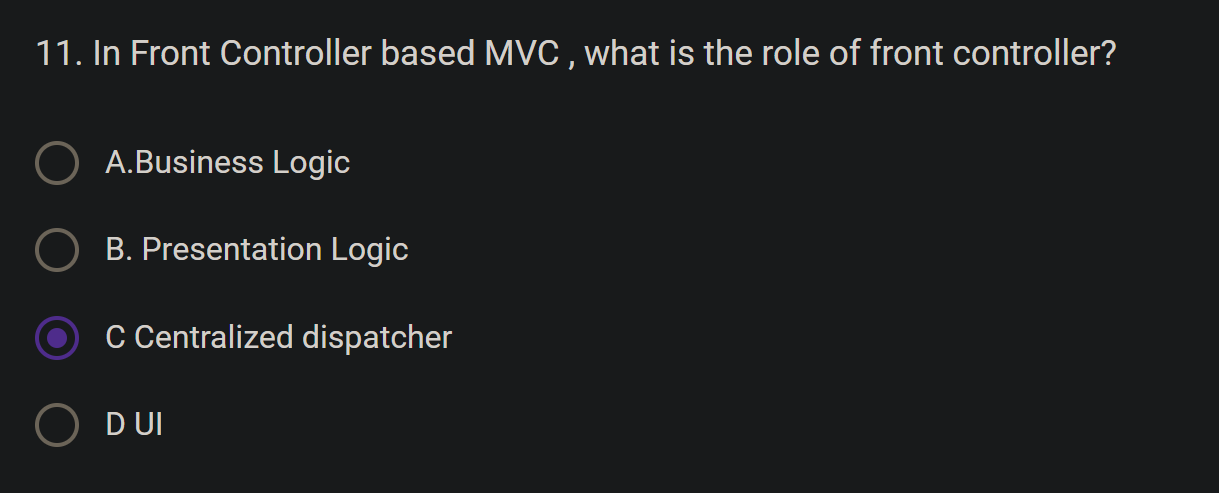 11. In Front Controller based MVC , what is the role of front controller?
A.Business Logic
B. Presentation Logic
C Centralized dispatcher
D UI